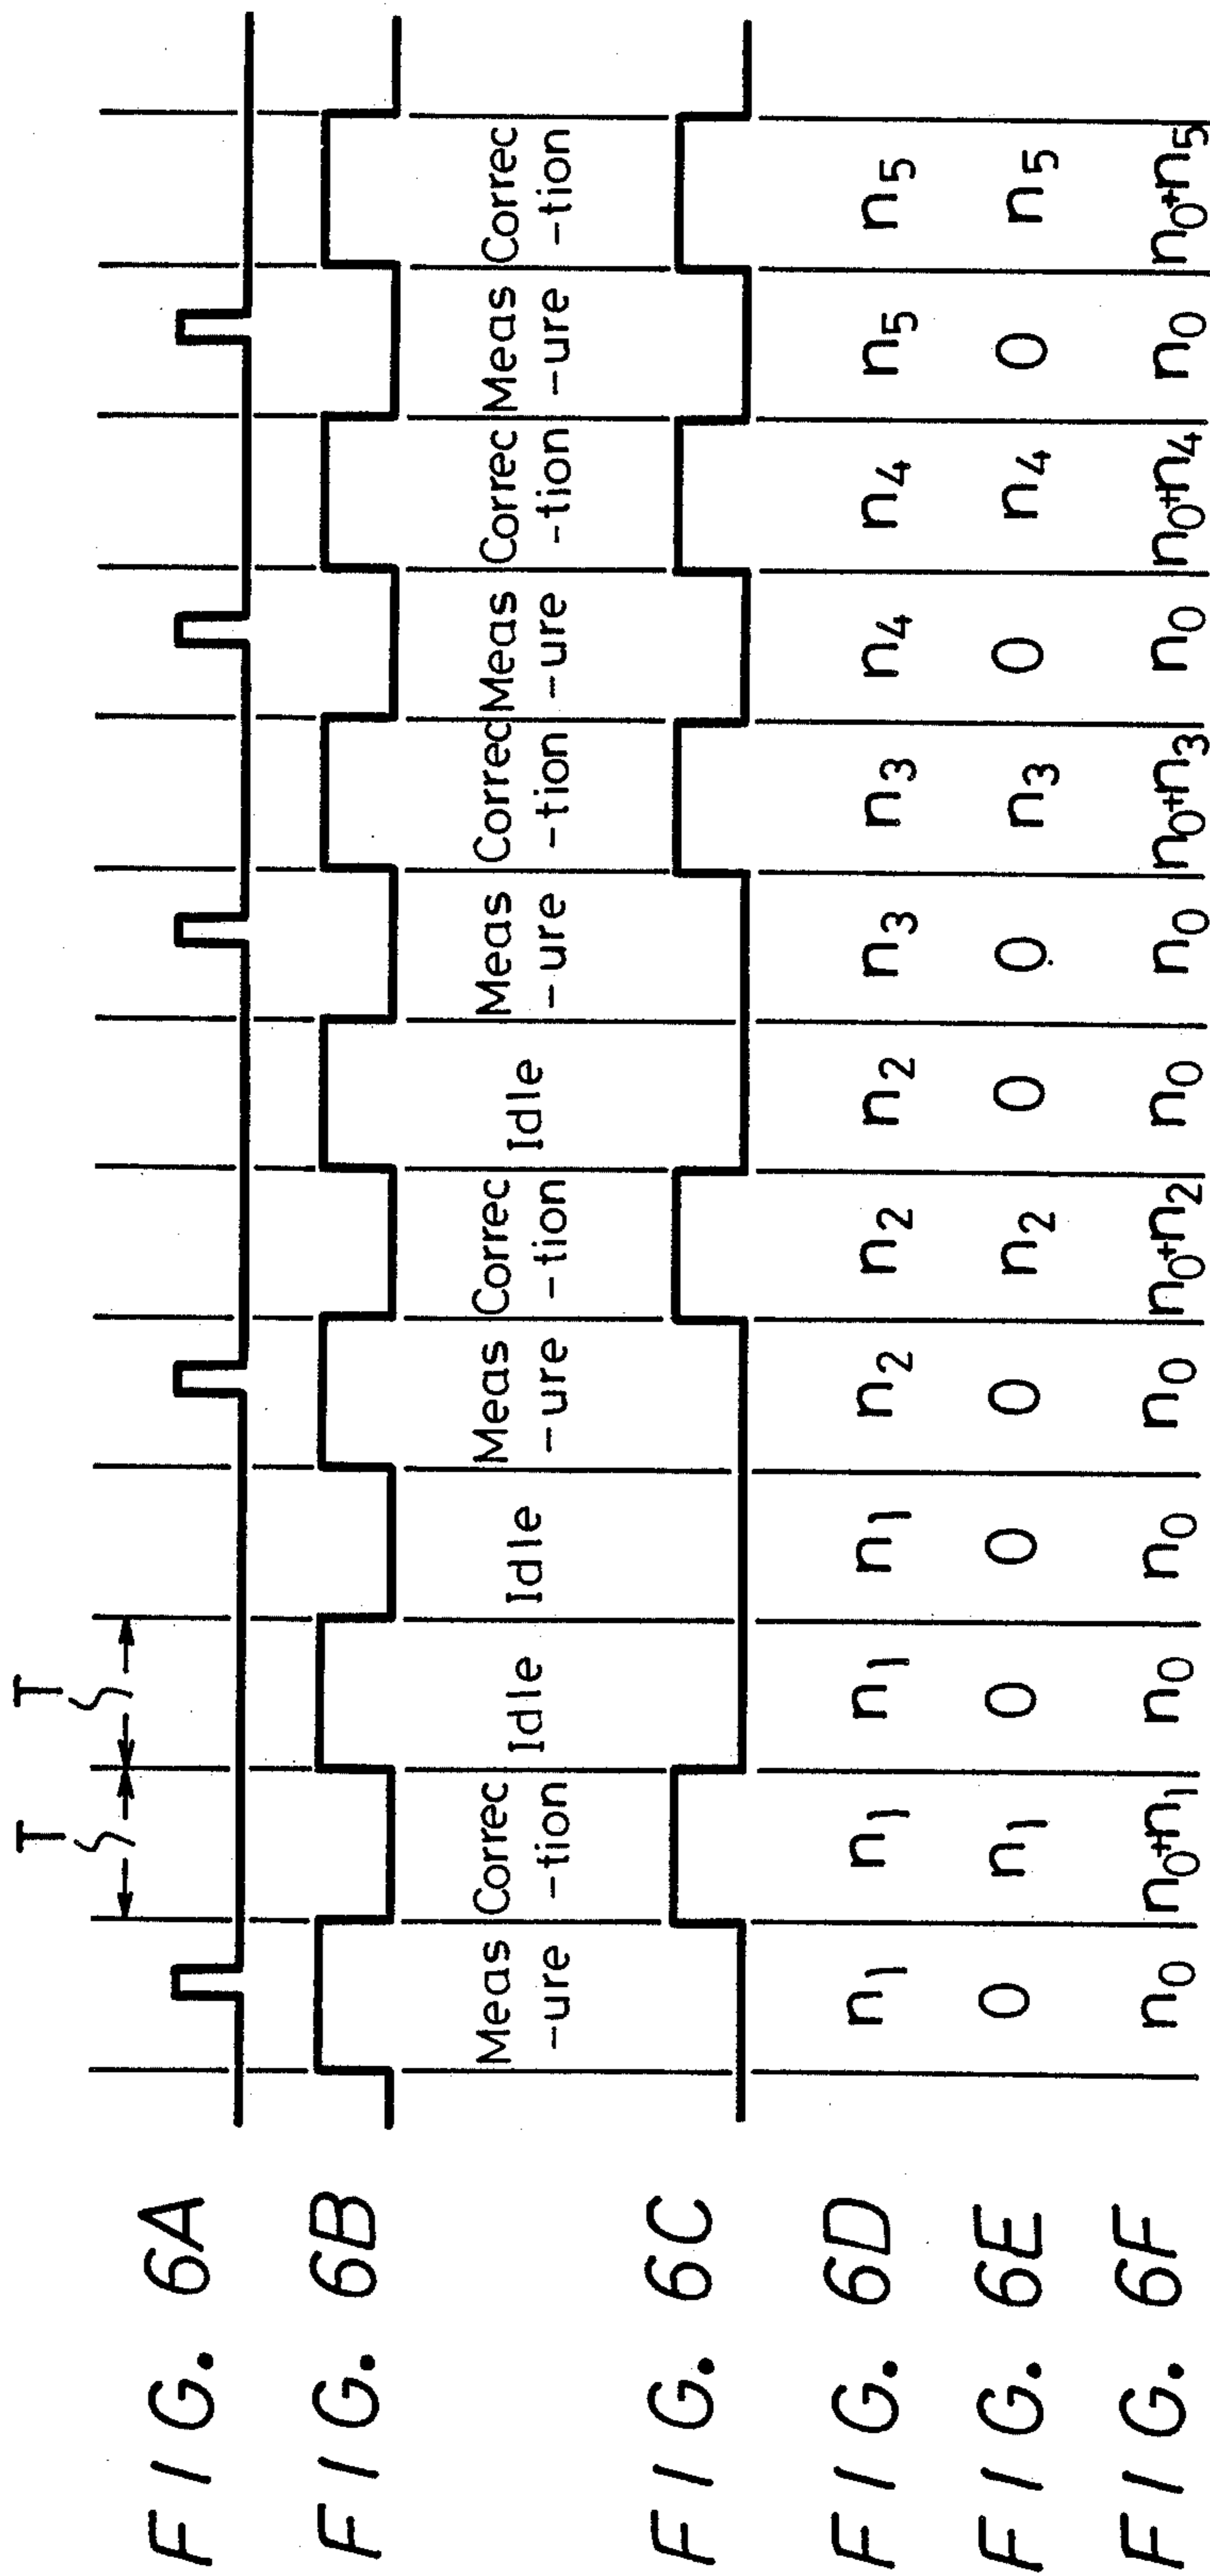 T T
FIG. 6A
FIG. 6B
Meas Correc Idle Idle Meas Correc Idle Meas Correc Meas Correc Meas Correc
-ure -tion -ure -tion -ure -tion -ure -tion -ure -tion
FIG. 6C
FIG. 6D n1 n1 n1 n1 n2 n2 n2 n3 n3 n4 n4 n5 n5
FIG. 6E 0 n1 0 0 0 n2 0 0 n3 0 n4 0 n5
FIG. 6F n0 n0+n1 n0 n0 n0 n0+n2 n0 n0 n0+n3 n0 n0+n4 n0 n0+n5